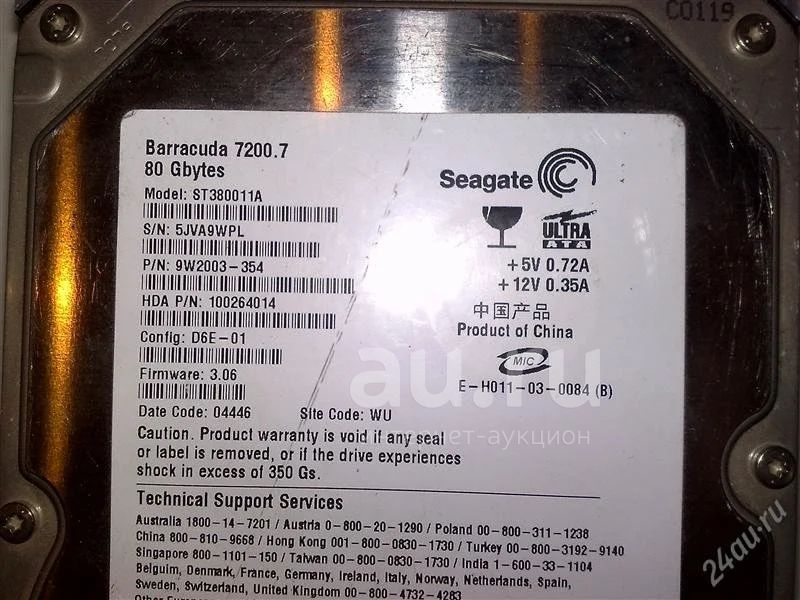 C0119
Barracuda 7200.7
80 Gbytes
Model: ST380011A
S/N: 5JVA9WPL
P/N: 9W2003-354
HDA P/N: 100264014
Config: D6E-01
Firmware: 3.06
Date Code: 04446 Site Code: WU
Seagate
ULTRA
ATA
+5V 0.72A
+12V 0.35A
中国产品
Product of China
MIC
E-H011-03-0084 (B)
au.ru
интернет-аукцион
Caution. Product warranty is void if any seal
or label is removed, or if the drive experiences
shock in excess of 350 Gs.
Technical Support Services
Australia 1800-14-7201 / Austria 0-800-20-1290 / Poland 00-800-311-1238
China 800-810-9668 / Hong Kong 001-800-0830-1730 / Turkey 00-800-3192-9140
Singapore 800-1101-150 / Taiwan 00-800-0830-1730 / India 1-600-33-1104
Belguim, Denmark, France, Germany, Ireland, Italy, Norway, Netherlands, Spain,
Sweden, Switzerland, United Kingdom 00-800-4732-4283
24au.ru